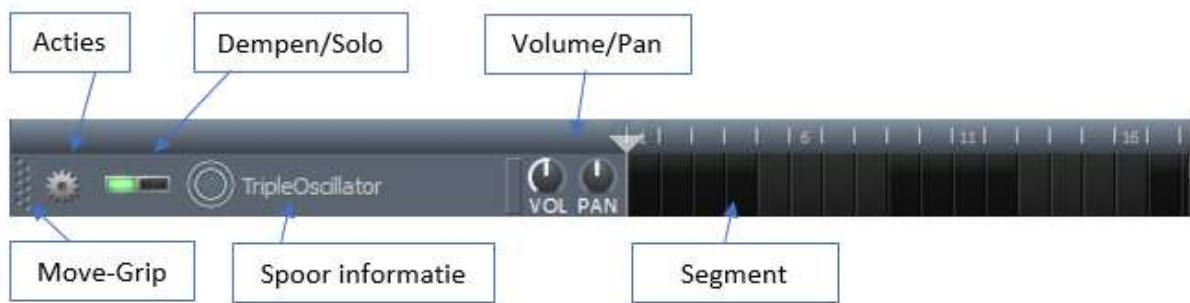 Acties
Dempen/Solo
Volume/Pan
6
11
16
TripleOscillator
VOL
PAN
Move-Grip
Spoor informatie
Segment